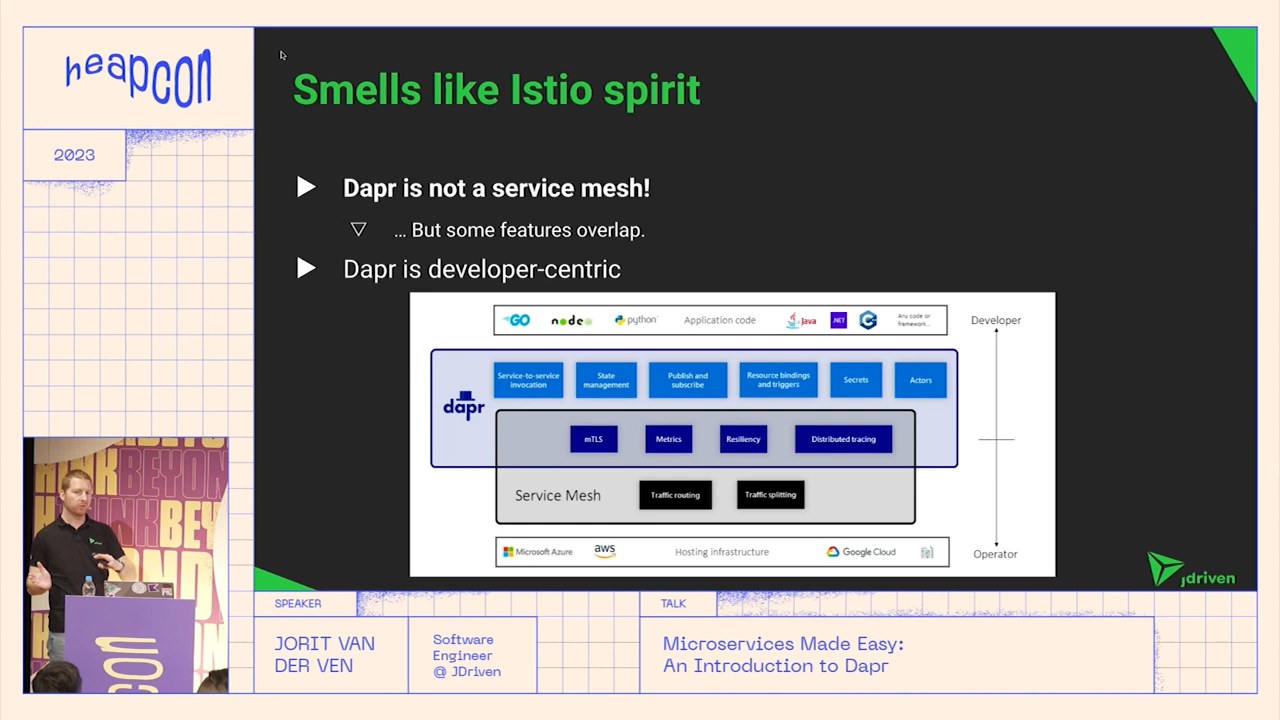 heapcon
2023
Smells like Istio spirit
Dapr is not a service mesh!
... But some features overlap.
Dapr is developer-centric
GO
node
python
Application code
Java
.NET
C++
Any code or
framework...
Developer
dapr
Service-to-service
invocation
State
management
Publish and
subscribe
Resource bindings
and triggers
Secrets
Actors
mTLS
Metrics
Resiliency
Distributed tracing
Service Mesh
Traffic routing
Traffic splitting
Microsoft Azure
aws
Hosting infrastructure
Google Cloud
Operator
jdriven
BEYON
BEY
SPEAKER
JORIT VAN
DER VEN
Software
Engineer
@ JDriven
TALK
Microservices Made Easy:
An Introduction to Dapr